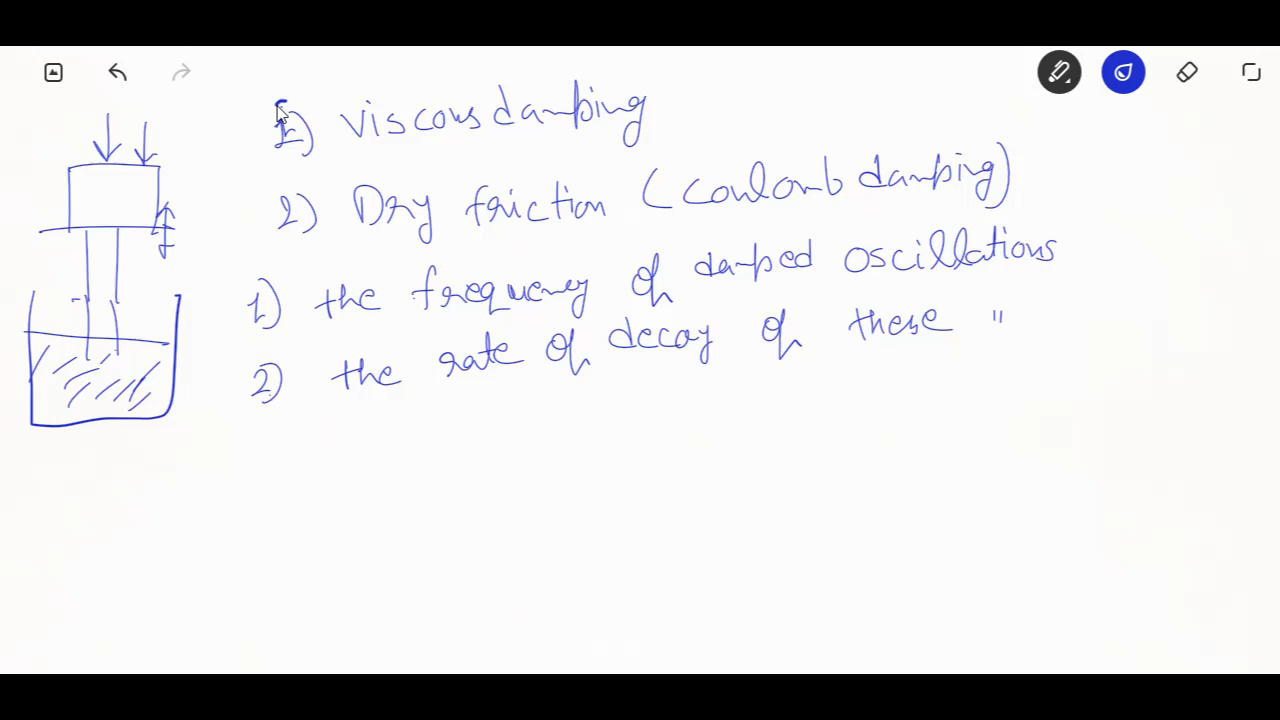 1) viscous damping
2) Dry friction (coulomb damping)
1) the frequency of damped oscillations
2) the rate of decay of these "